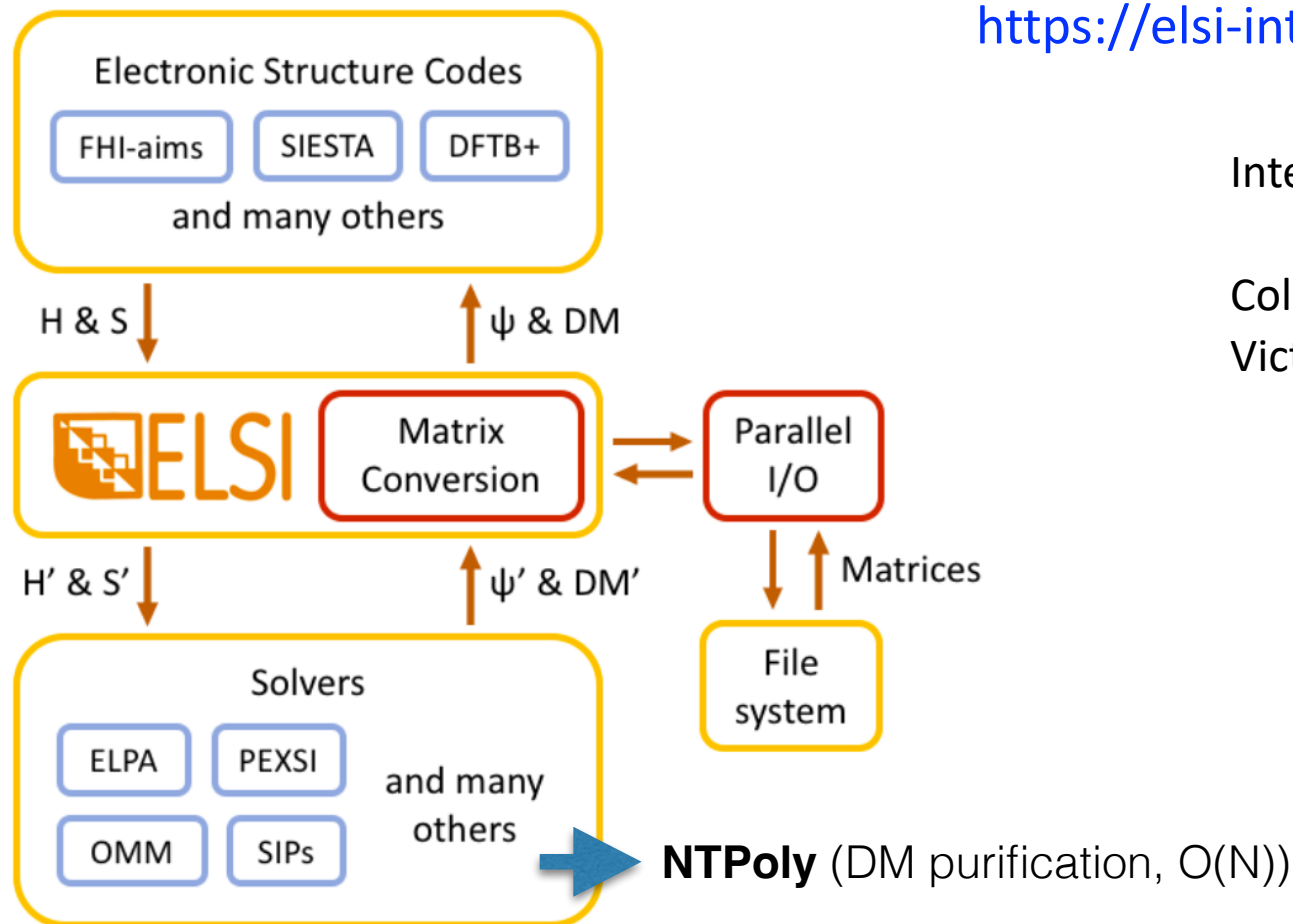 https://elsi-int
Electronic Structure Codes
FHI-aims
SIESTA
DFTB+
and many others
Inte
Col
Vict
H & S
ψ & DM
ELSI
Matrix
Conversion
Parallel
I/O
H′ & S′
ψ′ & DM′
Matrices
File
system
Solvers
ELPA
PEXSI
OMM
SIPs
and many
others
NTPoly (DM purification, O(N))